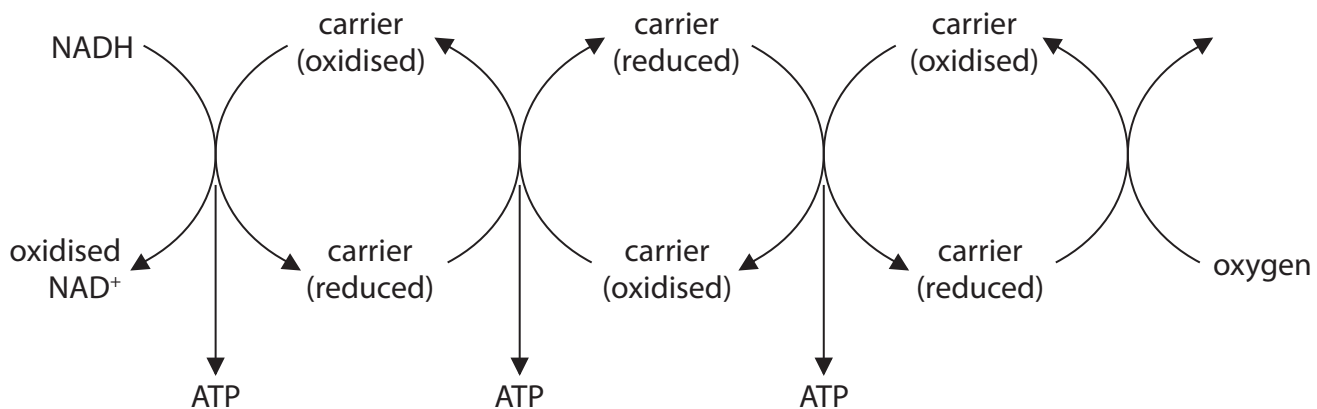 NADH
carrier
(oxidised)
carrier
(reduced)
carrier
(oxidised)
oxidised
NAD⁺
carrier
(reduced)
carrier
(oxidised)
carrier
(reduced)
oxygen
ATP
ATP
ATP